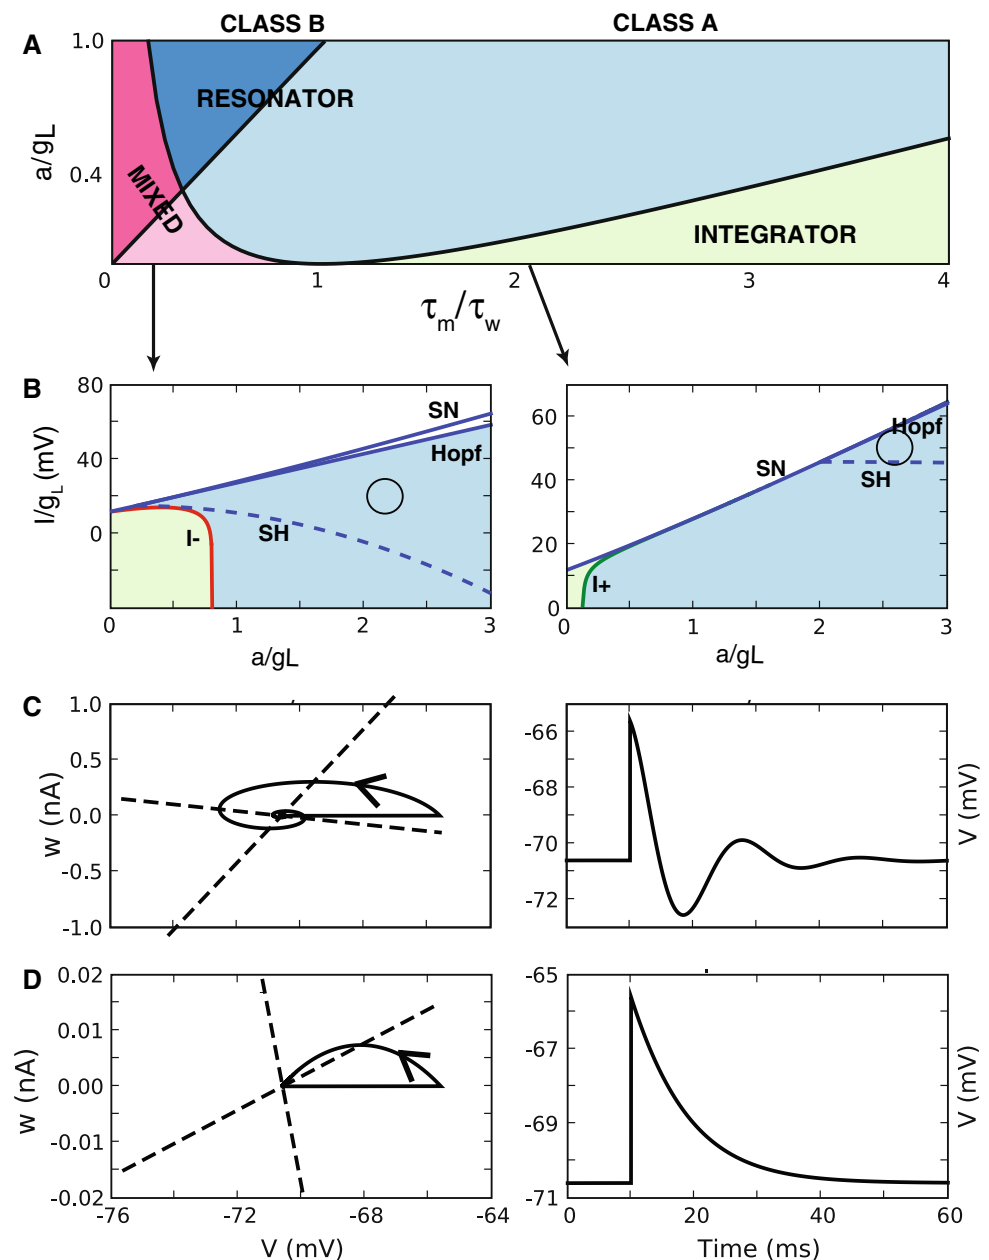 CLASS B
CLASS A
A
1.0
0.4
a/gL
RESONATOR
MIXED
INTEGRATOR
0 1 2 3 4
τm/τw
B
80
40
0
I/gL (mV)
SN
Hopf
SH
I-
0 1 2 3
a/gL
60
40
20
0
Hopf
SN
SH
I+
0 1 2 3
a/gL
C
1.0
0.5
0.0
-0.5
-1.0
w (nA)
-66
-68
-70
-72
V (mV)
D
0.02
0.01
0.00
-0.01
-0.02
w (nA)
-76 -72 -68 -64
V (mV)
-65
-67
-69
-71
V (mV)
0 20 40 60
Time (ms)